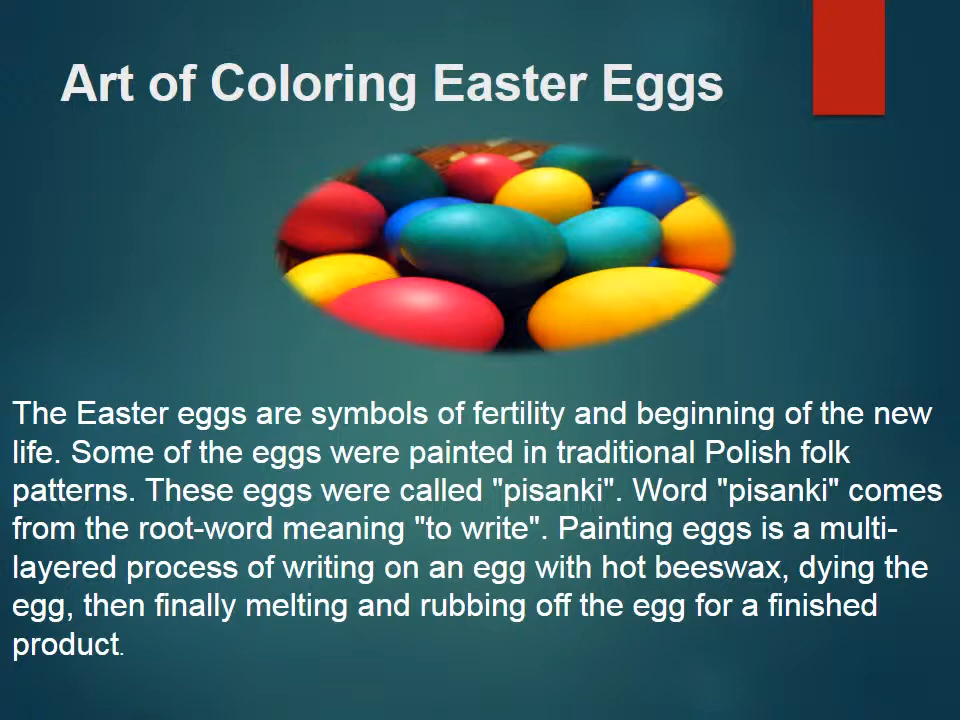 Art of Coloring Easter Eggs
The Easter eggs are symbols of fertility and beginning of the new
life. Some of the eggs were painted in traditional Polish folk
patterns. These eggs were called "pisanki". Word "pisanki" comes
from the root-word meaning "to write". Painting eggs is a multi-
layered process of writing on an egg with hot beeswax, dying the
egg, then finally melting and rubbing off the egg for a finished
product.